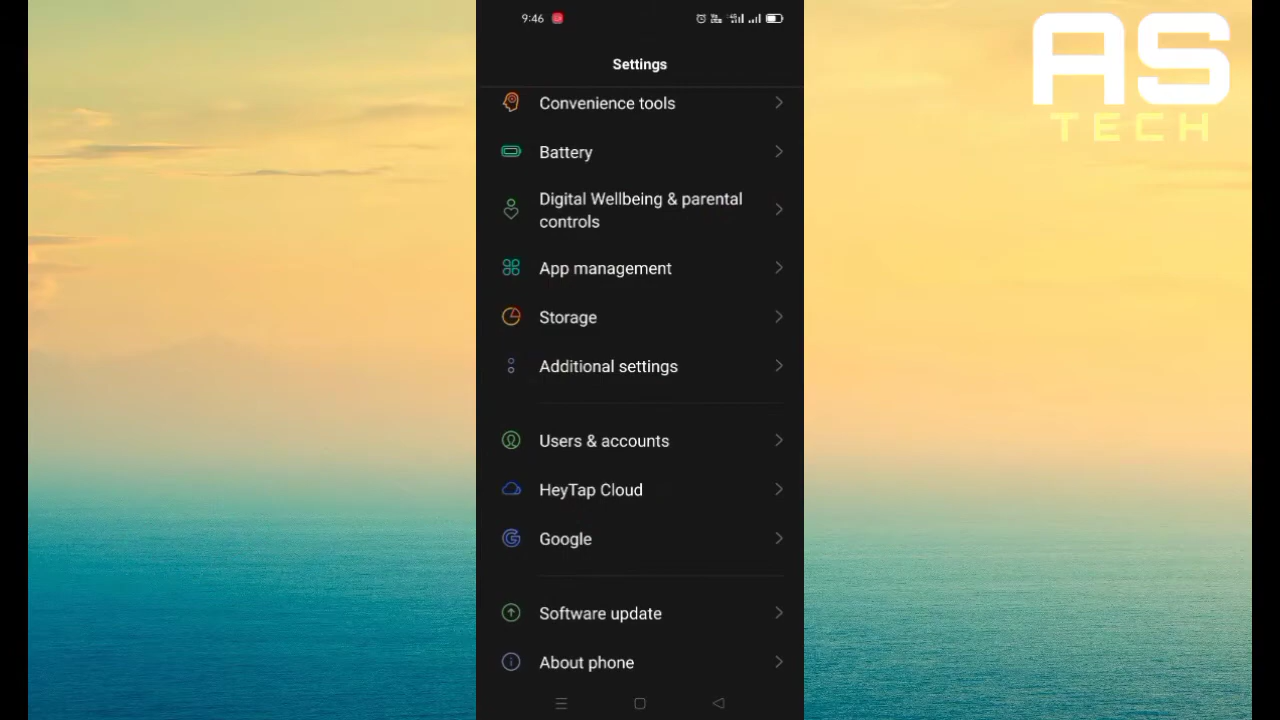 9:46
Settings
AS
TECH
Convenience tools
Battery
Digital Wellbeing & parental
controls
App management
Storage
Additional settings
Users & accounts
HeyTap Cloud
Google
Software update
About phone